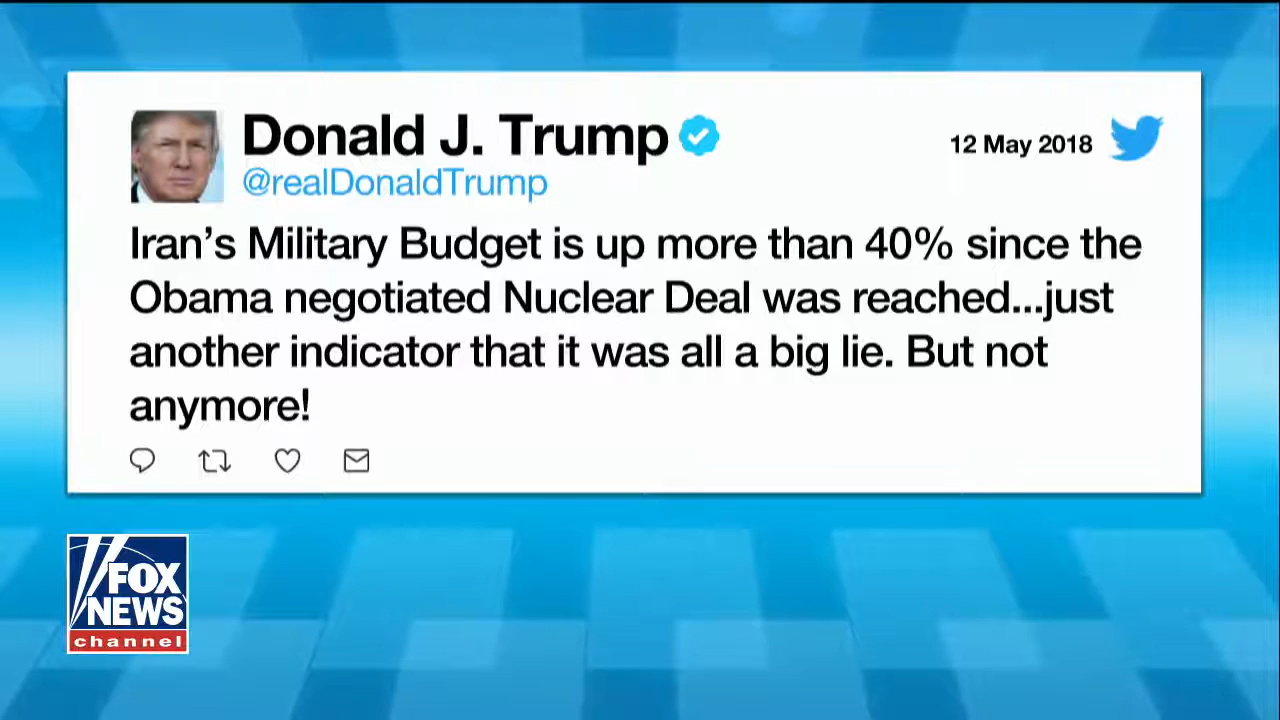 Donald J. Trump
12 May 2018
@realDonaldTrump
Iran’s Military Budget is up more than 40% since the
Obama negotiated Nuclear Deal was reached...just
another indicator that it was all a big lie. But not
anymore!
FOX
NEWS
channel